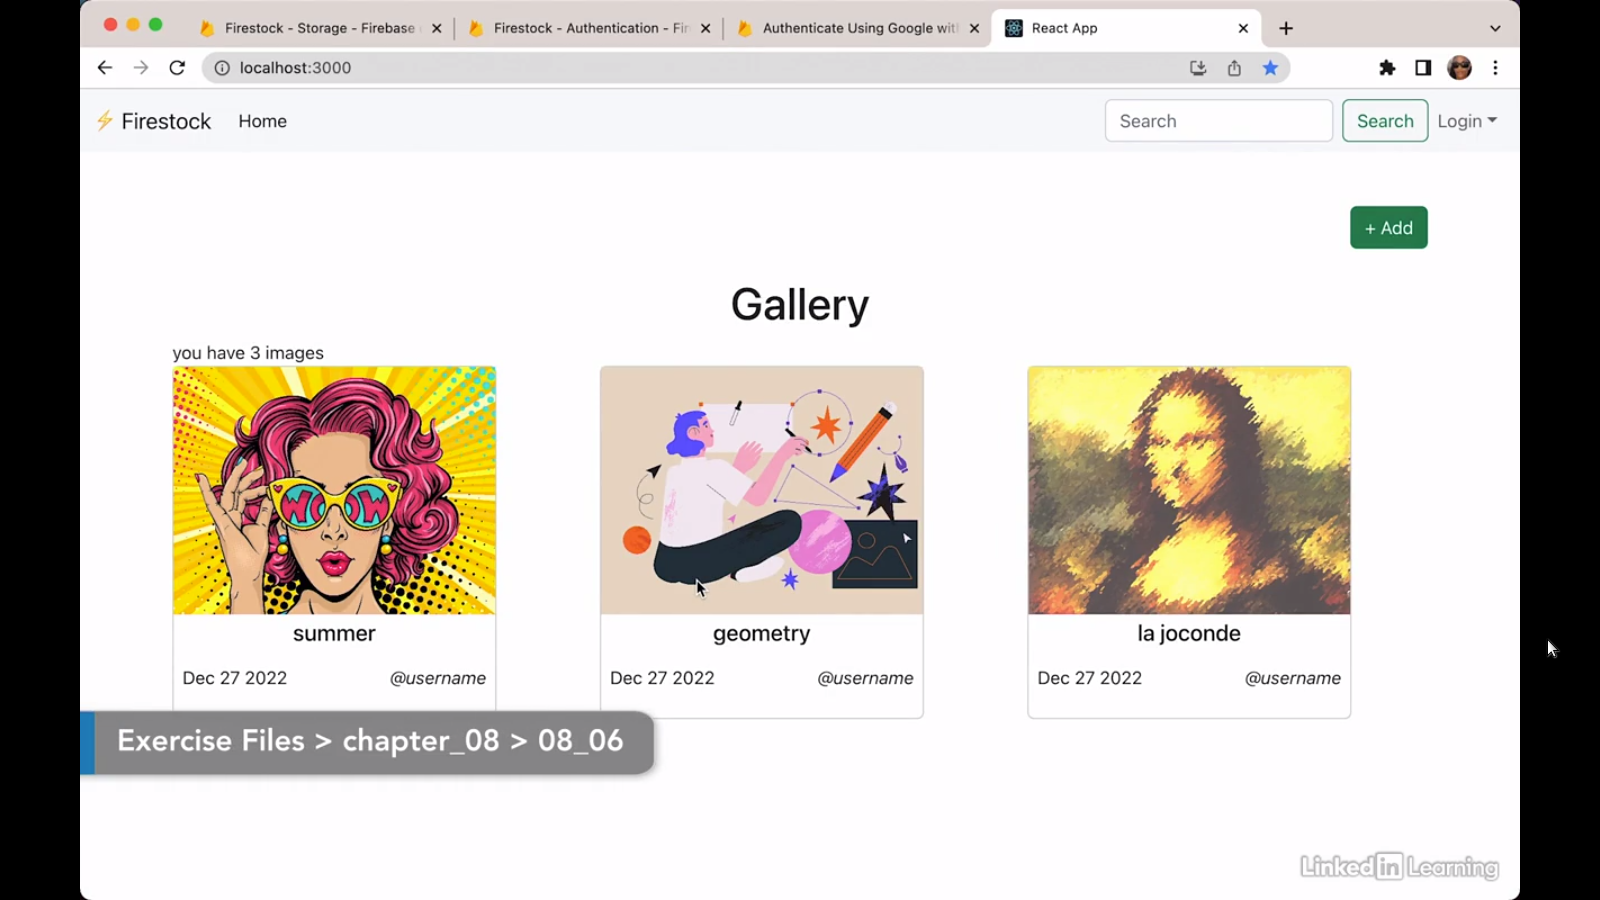 Firestock - Storage - Firebase
Firestock - Authentication - Fir
Authenticate Using Google with
React App
localhost:3000
Firestock
Home
Search
Search
Login
+ Add
Gallery
you have 3 images
WOW
summer
Dec 27 2022
@username
geometry
Dec 27 2022
@username
la joconde
Dec 27 2022
@username
Exercise Files > chapter_08 > 08_06
LinkedIn Learning